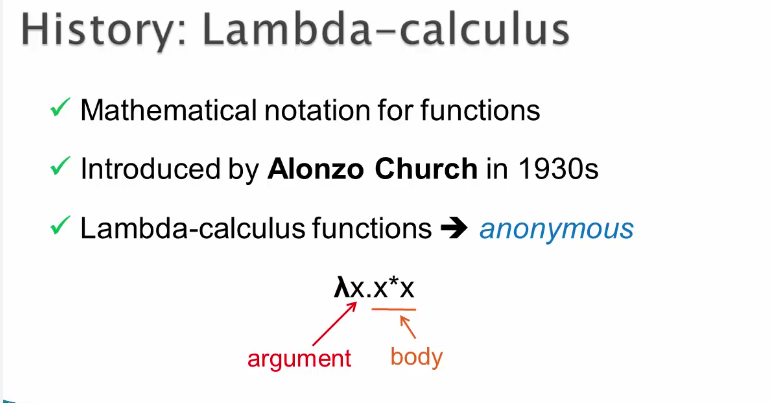 History: Lambda-calculus
✓ Mathematical notation for functions
✓ Introduced by Alonzo Church in 1930s
✓ Lambda-calculus functions ➔ anonymous
λx.x*x
argument body